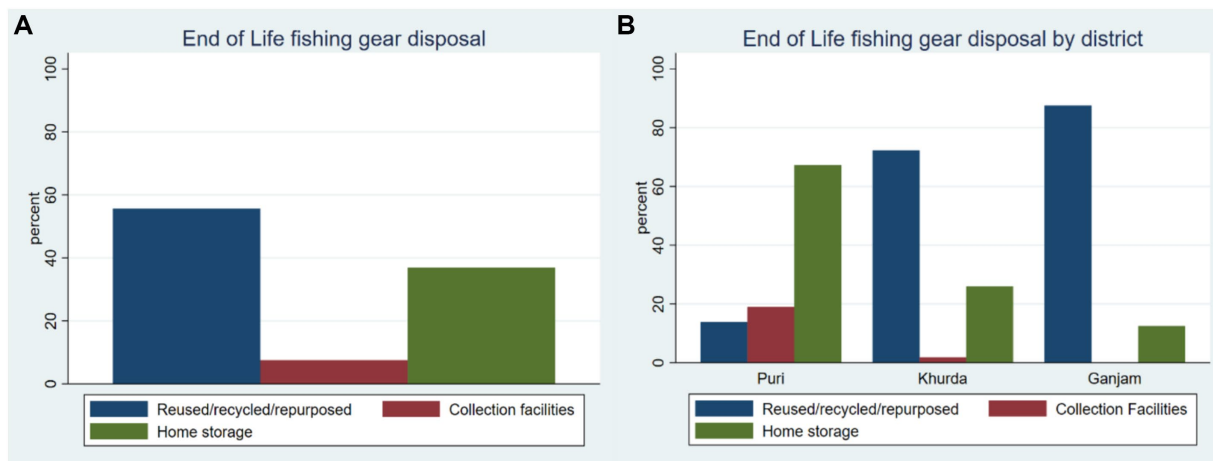 A
End of Life fishing gear disposal
percent
100
80
60
40
20
0
Reused/recycled/repurposed
Collection facilities
Home storage
B
End of Life fishing gear disposal by district
percent
100
80
60
40
20
0
Puri
Khurda
Ganjam
Reused/recycled/repurposed
Collection Facilities
Home storage